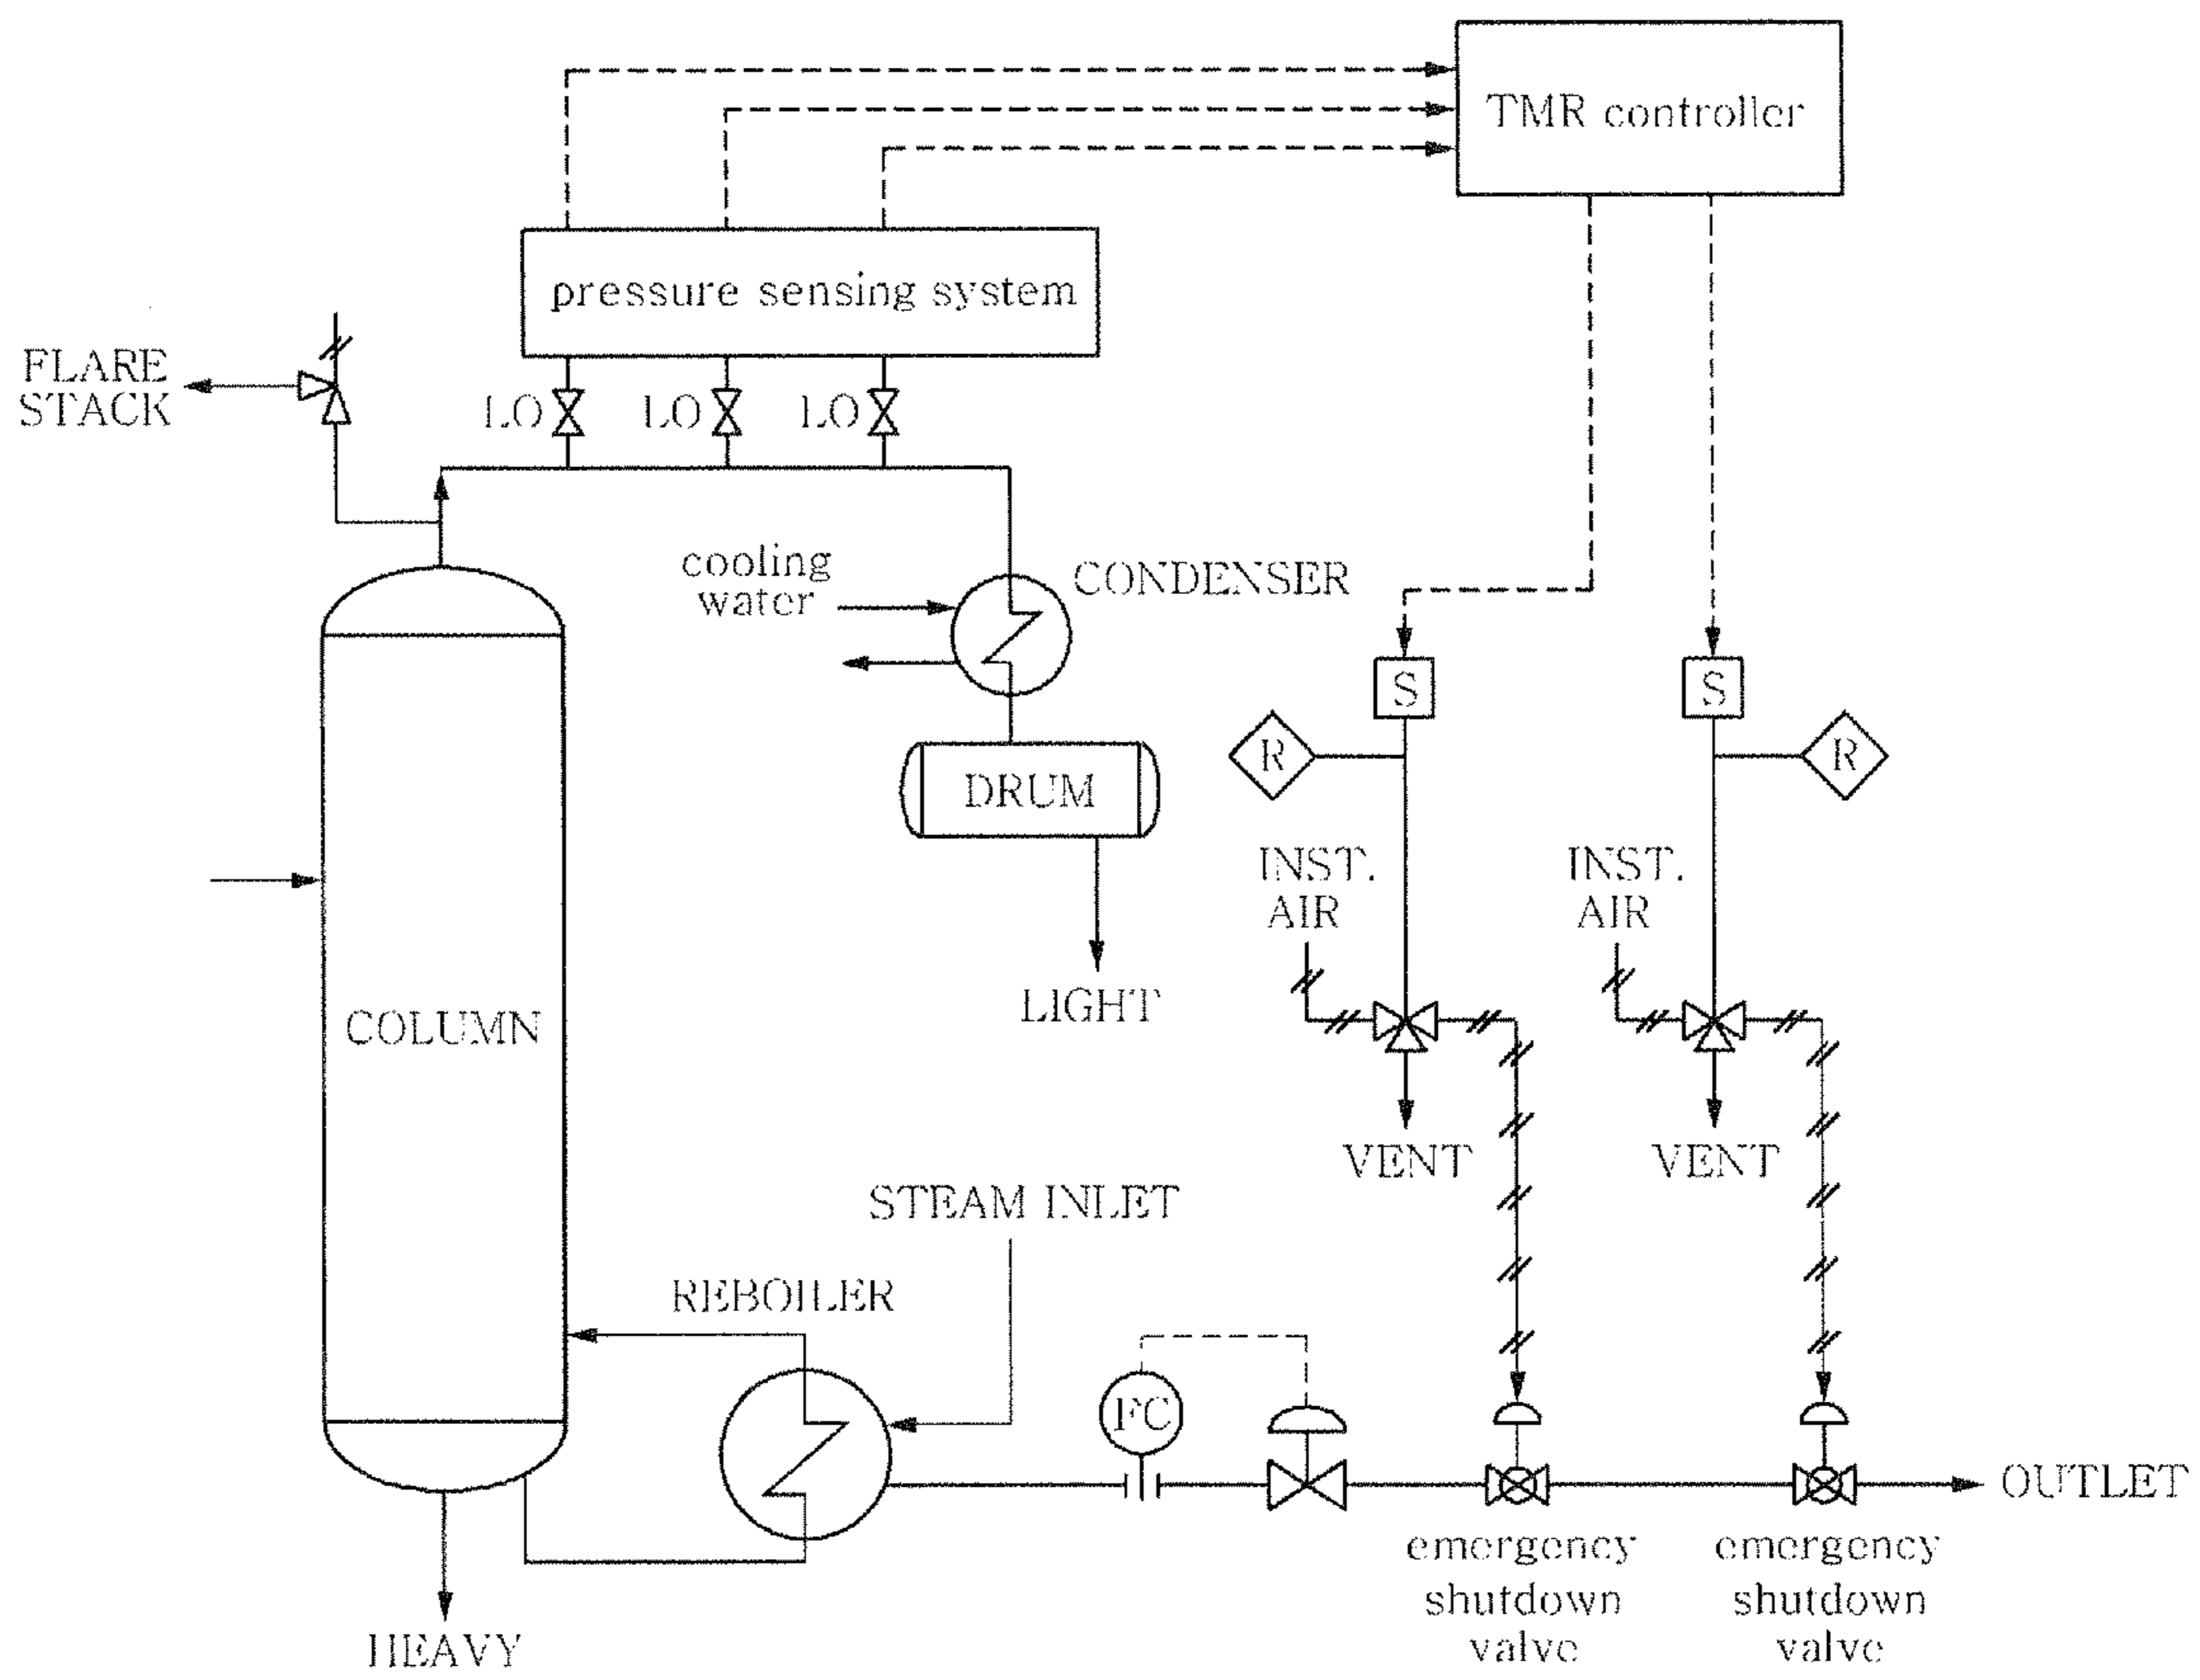 TMR controller
pressure sensing system
FLARE
STACK
LO
LO
LO
cooling
water
CONDENSER
S
S
R
R
DRUM
INST.
AIR
INST.
AIR
LIGHT
COLUMN
VENT
VENT
STEAM INLET
REBOILER
FC
OUTLET
emergency
shutdown
valve
emergency
shutdown
valve
HEAVY